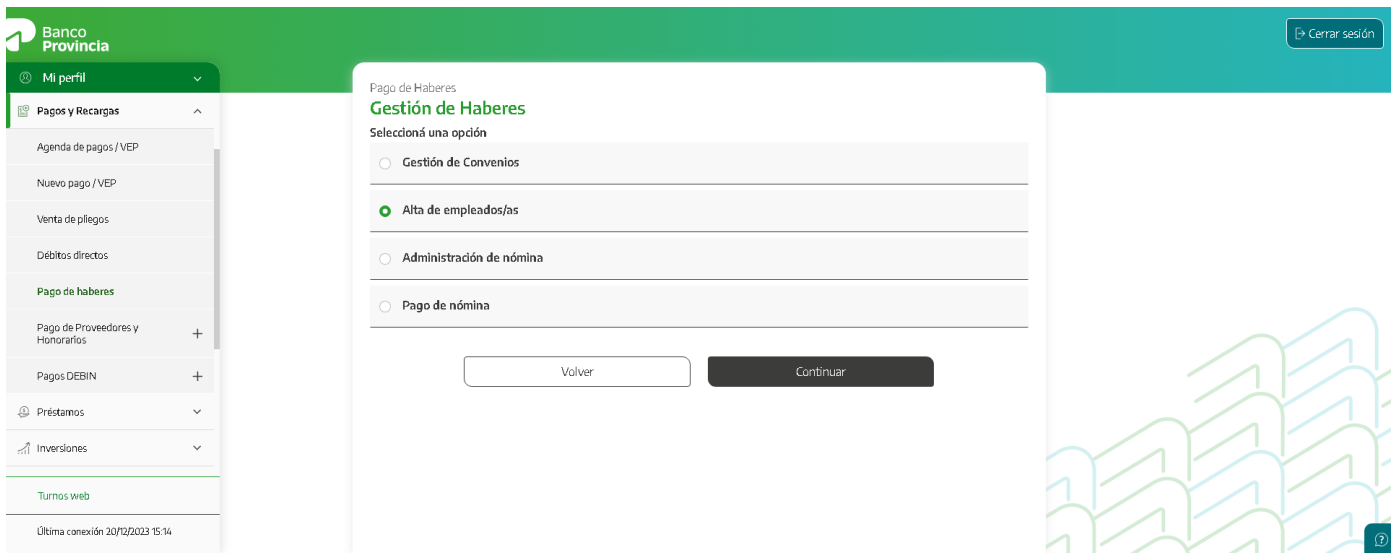 Banco
Provincia
Cerrar sesión
Mi perfil
Pagos y Recargas
Agenda de pagos / VEP
Nuevo pago / VEP
Venta de pliegos
Débitos directos
Pago de haberes
Pago de Proveedores y
Honorarios
Pagos DEBIN
Préstamos
Inversiones
Turnos web
Última conexión 20/12/2023 15:14
Pago de Haberes
Gestión de Haberes
Seleccioná una opción
Gestión de Convenios
Alta de empleados/as
Administración de nómina
Pago de nómina
Volver
Continuar